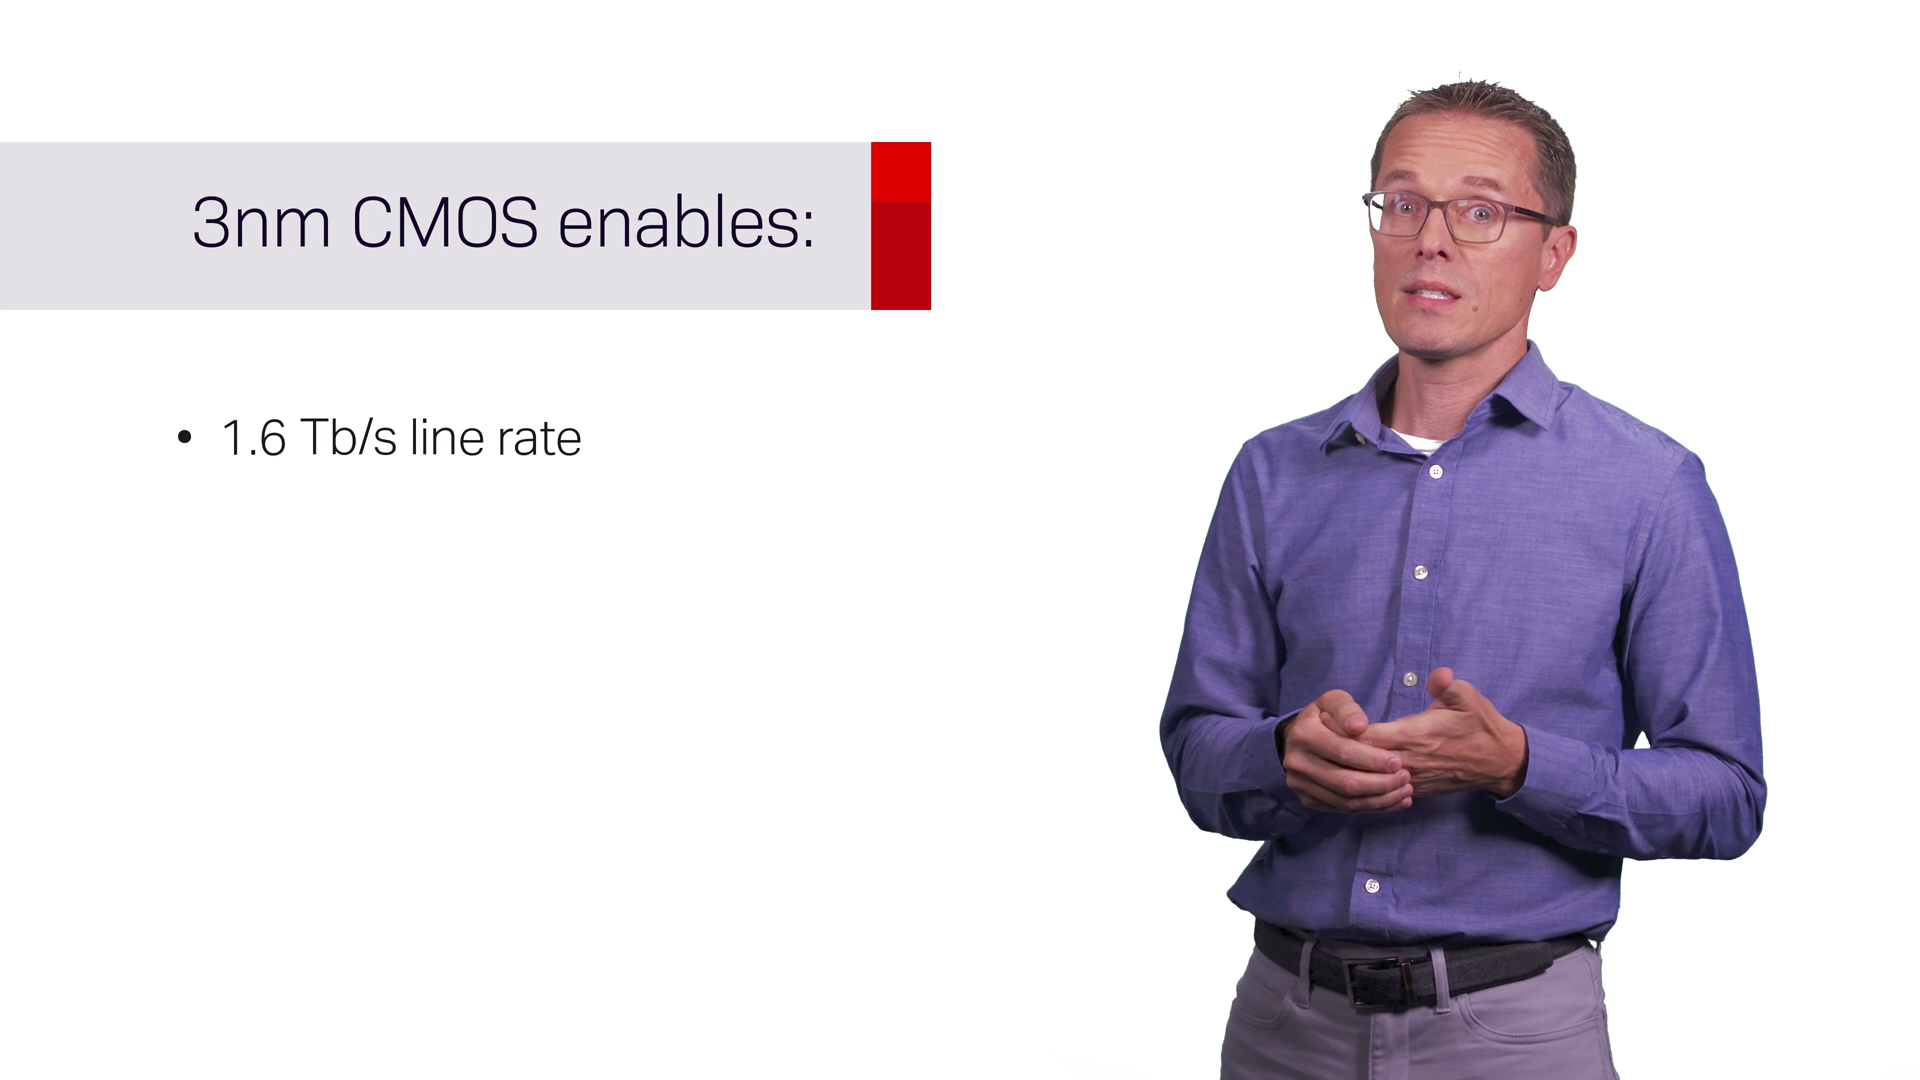 3nm CMOS enables:
• 1.6 Tb/s line rate